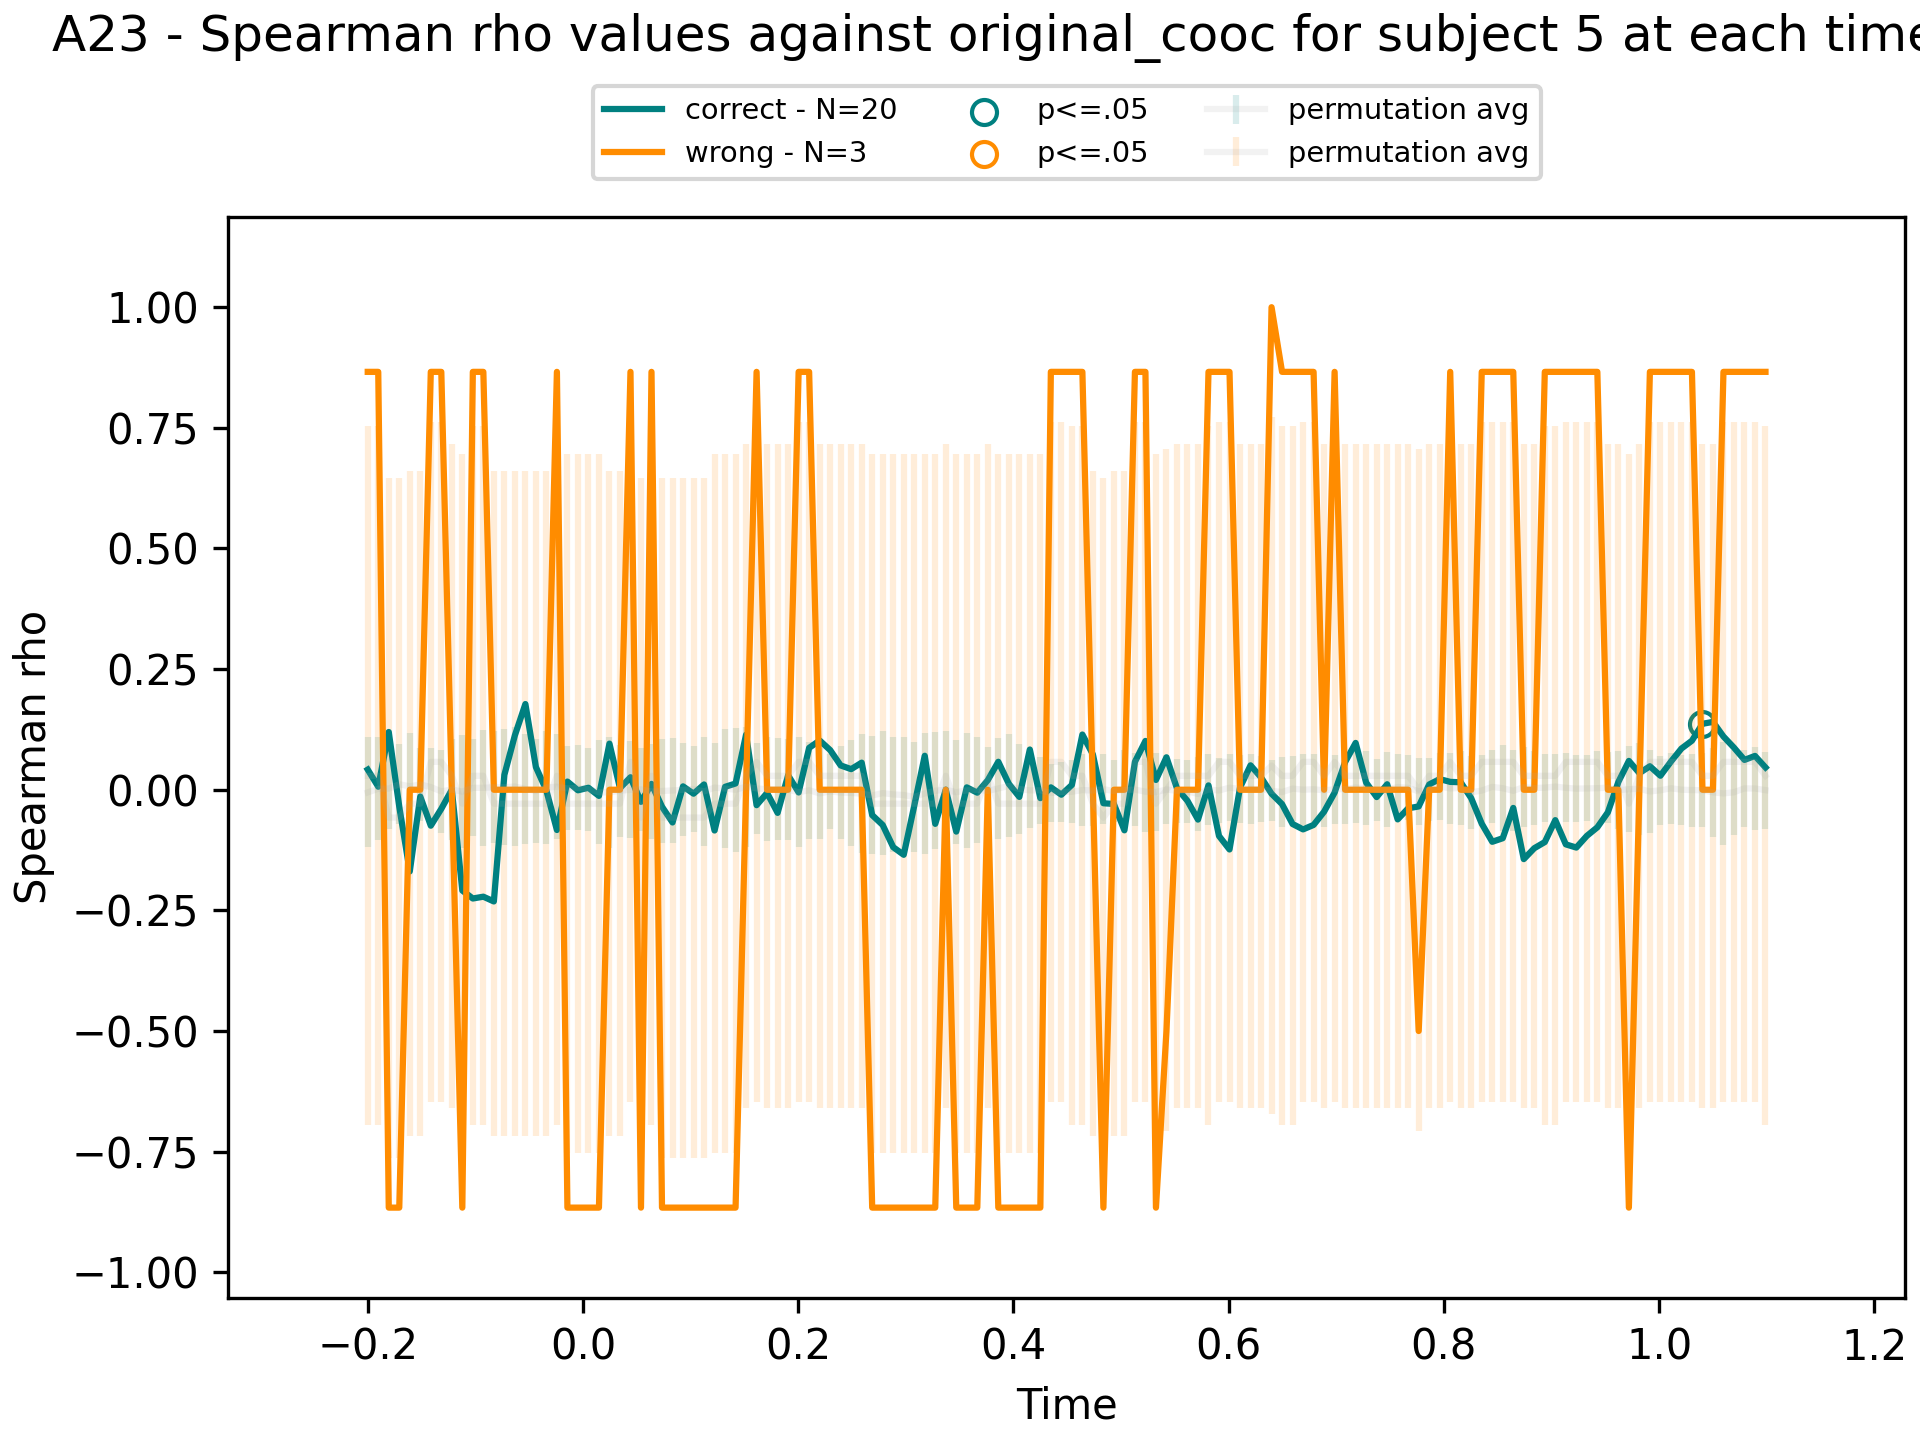 A23 - Spearman rho values against original_cooc for subject 5 at each time
correct - N=20 p<=.05 permutation avg
wrong - N=3 p<=.05 permutation avg
1.00
0.75
0.50
0.25
0.00
−0.25
−0.50
−0.75
−1.00
Spearman rho
−0.2 0.0 0.2 0.4 0.6 0.8 1.0 1.2
Time